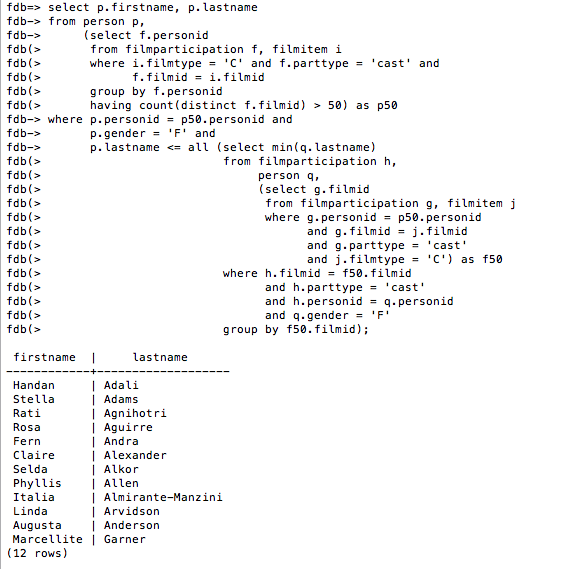 fdb=> select p.firstname, p.lastname
fdb-> from person p,
fdb->      (select f.personid
fdb(>       from filmparticipation f, filmitem i
fdb(>       where i.filmtype = 'C' and f.parttype = 'cast' and
fdb(>             f.filmid = i.filmid
fdb(>       group by f.personid
fdb(>       having count(distinct f.filmid) > 50) as p50
fdb-> where p.personid = p50.personid and
fdb->       p.gender = 'F' and
fdb->       p.lastname <= all (select min(q.lastname)
fdb(>                          from filmparticipation h,
fdb(>                               person q,
fdb(>                               (select g.filmid
fdb(>                                from filmparticipation g, filmitem j
fdb(>                                where g.personid = p50.personid
fdb(>                                      and g.filmid = j.filmid
fdb(>                                      and g.parttype = 'cast'
fdb(>                                      and j.filmtype = 'C') as f50
fdb(>                          where h.filmid = f50.filmid
fdb(>                                and h.parttype = 'cast'
fdb(>                                and h.personid = q.personid
fdb(>                                and q.gender = 'F'
fdb(>                          group by f50.filmid);
 firstname  |     lastname
------------+-------------------
 Handan     | Adali
 Stella     | Adams
 Rati       | Agnihotri
 Rosa       | Aguirre
 Fern       | Andra
 Claire     | Alexander
 Selda      | Alkor
 Phyllis    | Allen
 Italia     | Almirante-Manzini
 Linda      | Arvidson
 Augusta    | Anderson
 Marcellite | Garner
(12 rows)